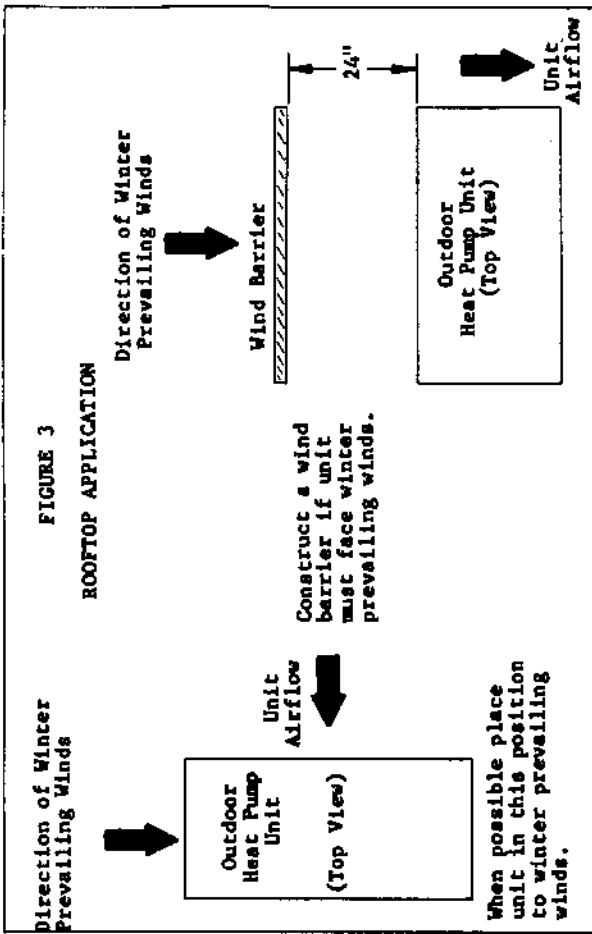 FIGURE 3
ROOFTOP APPLICATION
Direction of Winter
Prevailing Winds
Outdoor
Heat Pump
Unit
(Top View)
Unit
Airflow
When possible place
unit in this position
to winter prevailing
winds.
Construct a wind
barrier if unit
must face winter
prevailing winds.
Direction of Winter
Prevailing Winds
Wind Barrier
24"
Outdoor
Heat Pump Unit
(Top View)
Unit
Airflow